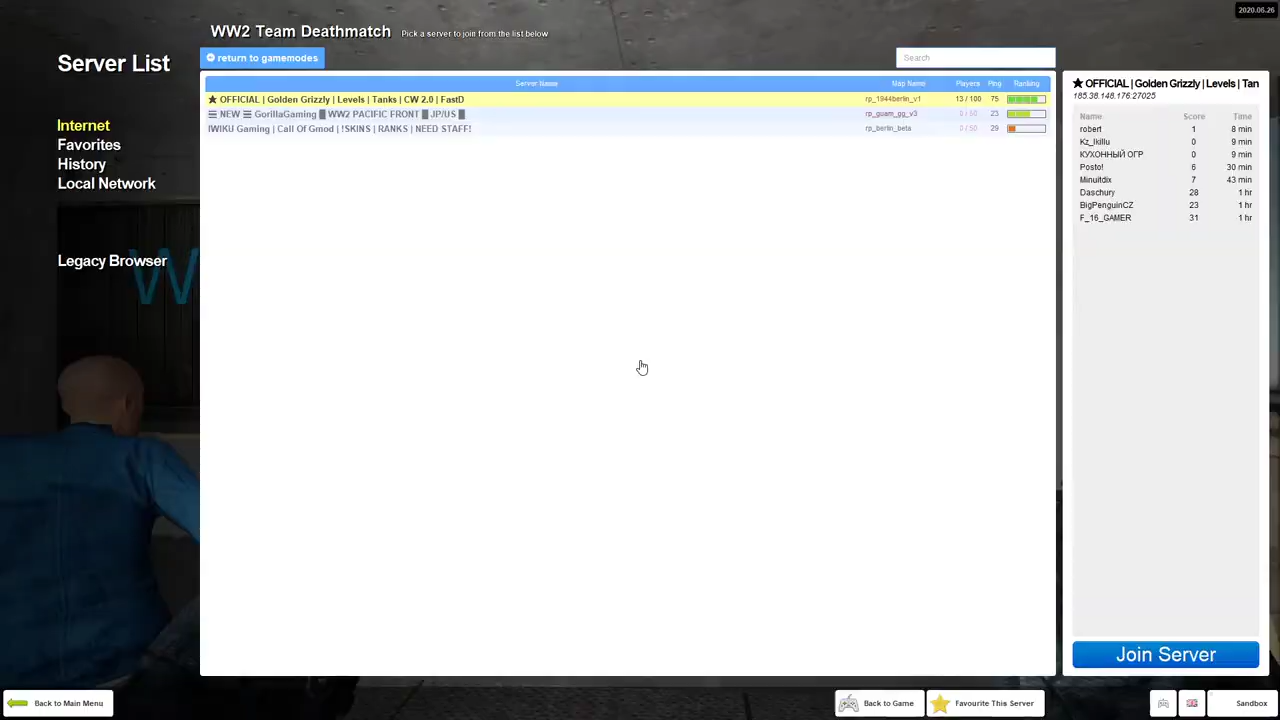 2020.06.26
WW2 Team Deathmatch Pick a server to join from the list below
Server List
return to gamemodes
Search
Server Name Map Name Players Ping Ranking
★ OFFICIAL | Golden Grizzly | Levels | Tanks | CW 2.0 | FastD rp_1944berlin_v1 13 / 100 75
☰ NEW ☰ GorillaGaming █ WW2 PACIFIC FRONT █ JP/US █ rp_guam_gg_v3 0 / 50 23
!WIKU Gaming | Call Of Gmod | !SKINS | RANKS | NEED STAFF! rp_berlin_beta 0 / 50 29
Internet
Favorites
History
Local Network
Legacy Browser
★ OFFICIAL | Golden Grizzly | Levels | Tan
185.38.148.176:27025
Name Score Time
robert 1 8 min
0 9 min
КУХОННЫЙ ОГР 0 9 min
Posto! 6 30 min
Minuitdix 7 43 min
Daschury 28 1 hr
BigPenguinCZ 23 1 hr
F_16_GAMER 31 1 hr
Join Server
Back to Main Menu
Back to Game
Favourite This Server
Sandbox